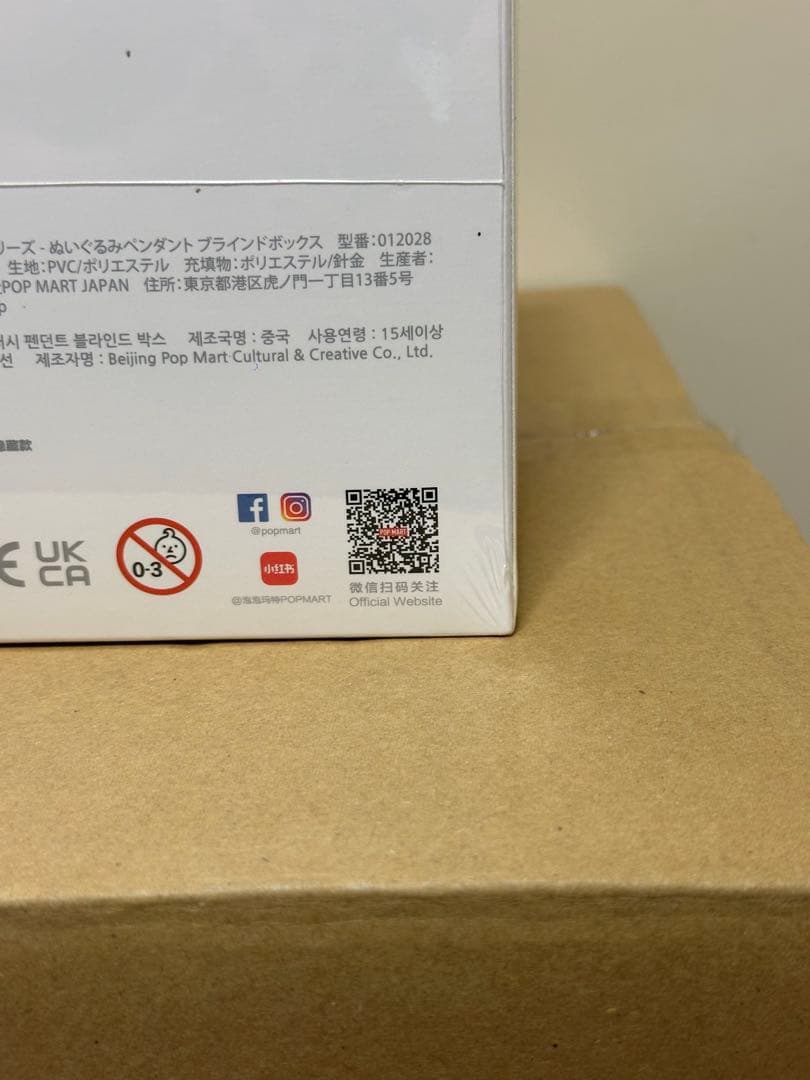 リーズ - ぬいぐるみペンダント ブラインドボックス 型番：012028
生地：PVC/ポリエステル 充填物：ポリエステル/針金 生産者：
POP MART JAPAN 住所：東京都港区虎ノ門一丁目13番5号
p
시 펜던트 블라인드 박스 제조국명 : 중국 사용연령 : 15세이상
선 제조자명 : Beijing Pop Mart Cultural & Creative Co., Ltd.
隐藏款
UK
CA
0-3
@popmart
小红书
@泡泡玛特POPMART
POP MART
微信扫码关注
Official Website